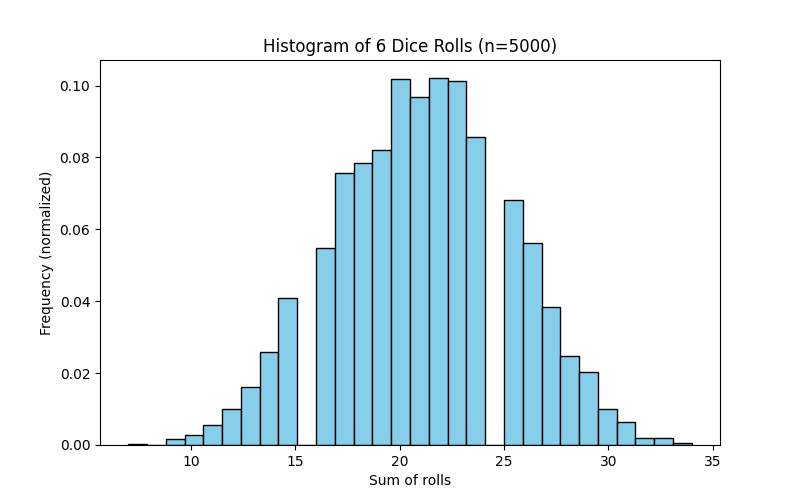 Histogram of 6 Dice Rolls (n=5000)
Frequency (normalized)
0.10
0.08
0.06
0.04
0.02
0.00
10 15 20 25 30 35
Sum of rolls